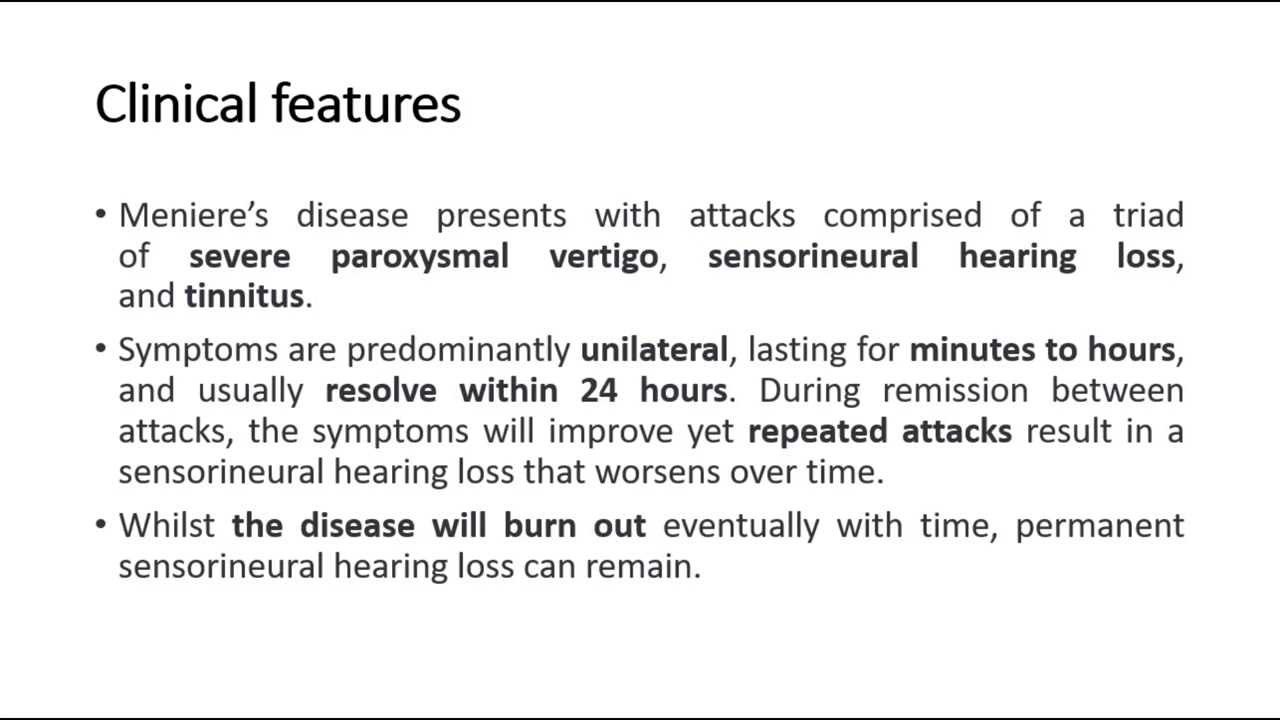 Clinical features
• Meniere’s disease presents with attacks comprised of a triad
of severe paroxysmal vertigo, sensorineural hearing loss,
and tinnitus.
• Symptoms are predominantly unilateral, lasting for minutes to hours,
and usually resolve within 24 hours. During remission between
attacks, the symptoms will improve yet repeated attacks result in a
sensorineural hearing loss that worsens over time.
• Whilst the disease will burn out eventually with time, permanent
sensorineural hearing loss can remain.